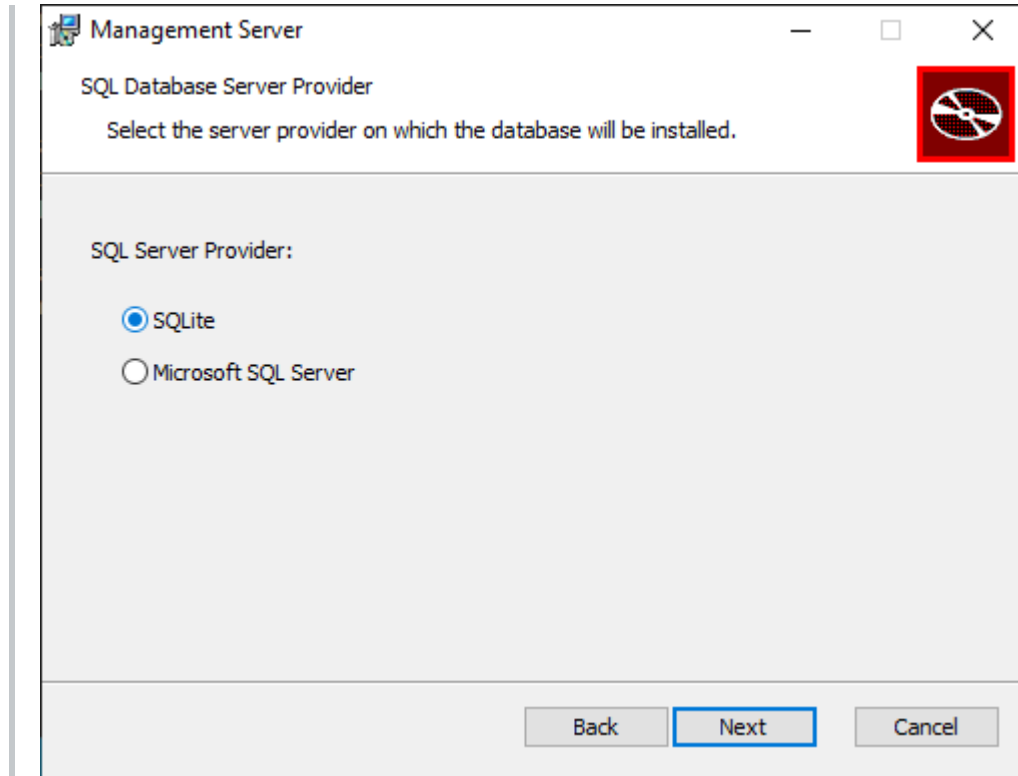 Management Server
SQL Database Server Provider
Select the server provider on which the database will be installed.
SQL Server Provider:
SQLite
Microsoft SQL Server
Back Next Cancel